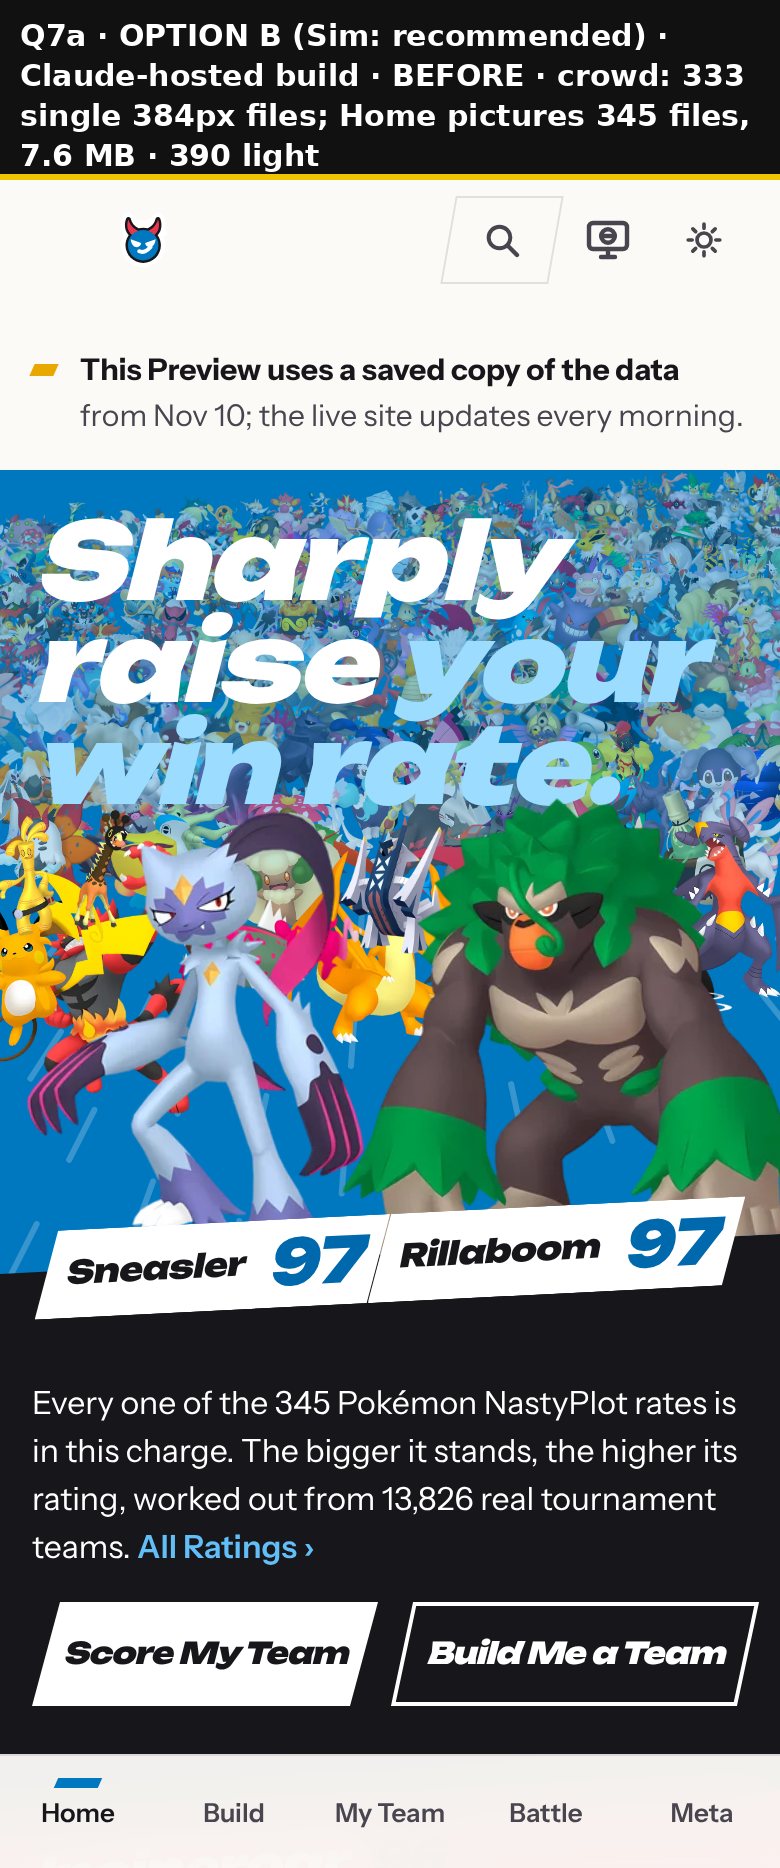 Q7a · OPTION B (Sim: recommended) ·
Claude-hosted build · BEFORE · crowd: 333
single 384px files; Home pictures 345 files,
7.6 MB · 390 light
This Preview uses a saved copy of the data
from Nov 10; the live site updates every morning.
Sharply
raise your
win rate.
Sneasler 97 Rillaboom 97
Every one of the 345 Pokémon NastyPlot rates is
in this charge. The bigger it stands, the higher its
rating, worked out from 13,826 real tournament
teams. All Ratings ›
Score My Team Build Me a Team
Home Build My Team Battle Meta